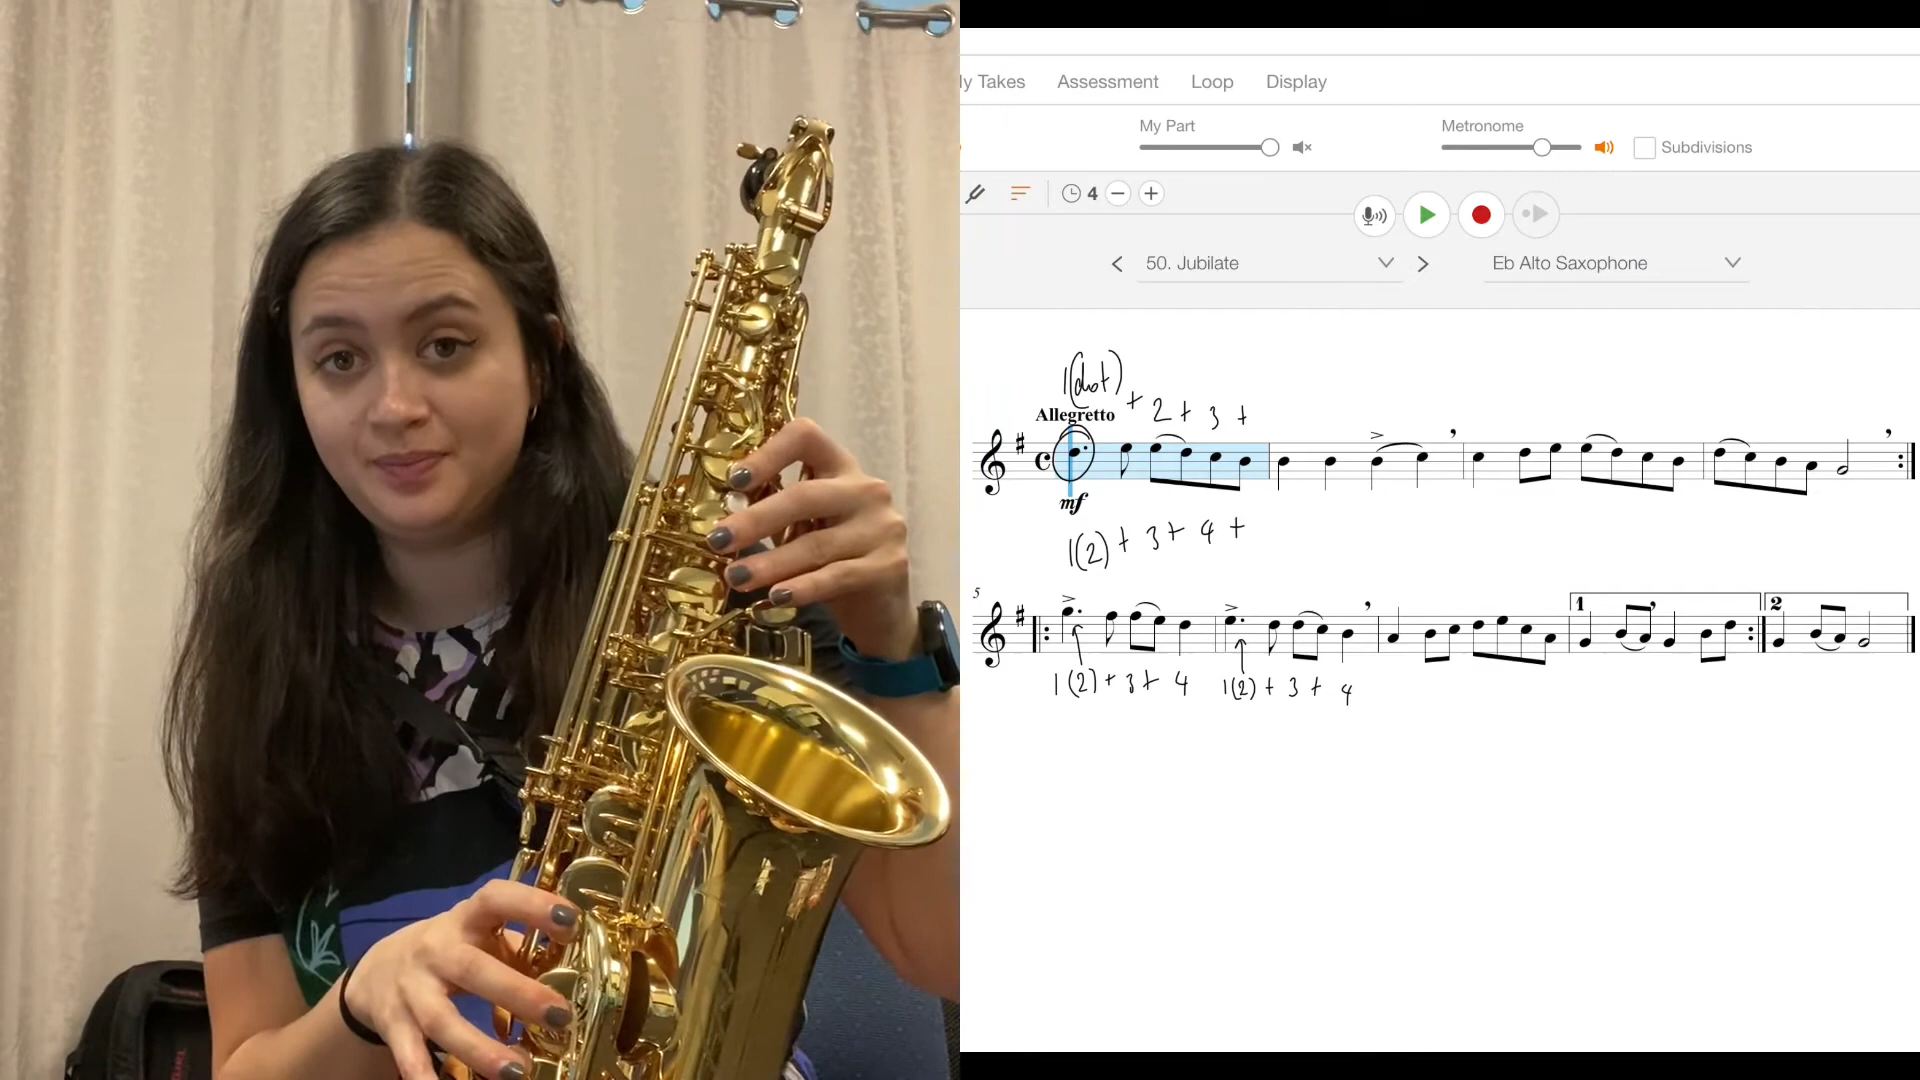 ly Takes Assessment Loop Display
My Part Metronome
Subdivisions
4
50. Jubilate Eb Alto Saxophone
1(dot) + 2 + 3 +
Allegretto
mf
1(2) + 3 + 4 +
5
1 2
1(2) + 3 + 4 1(2) + 3 + 4